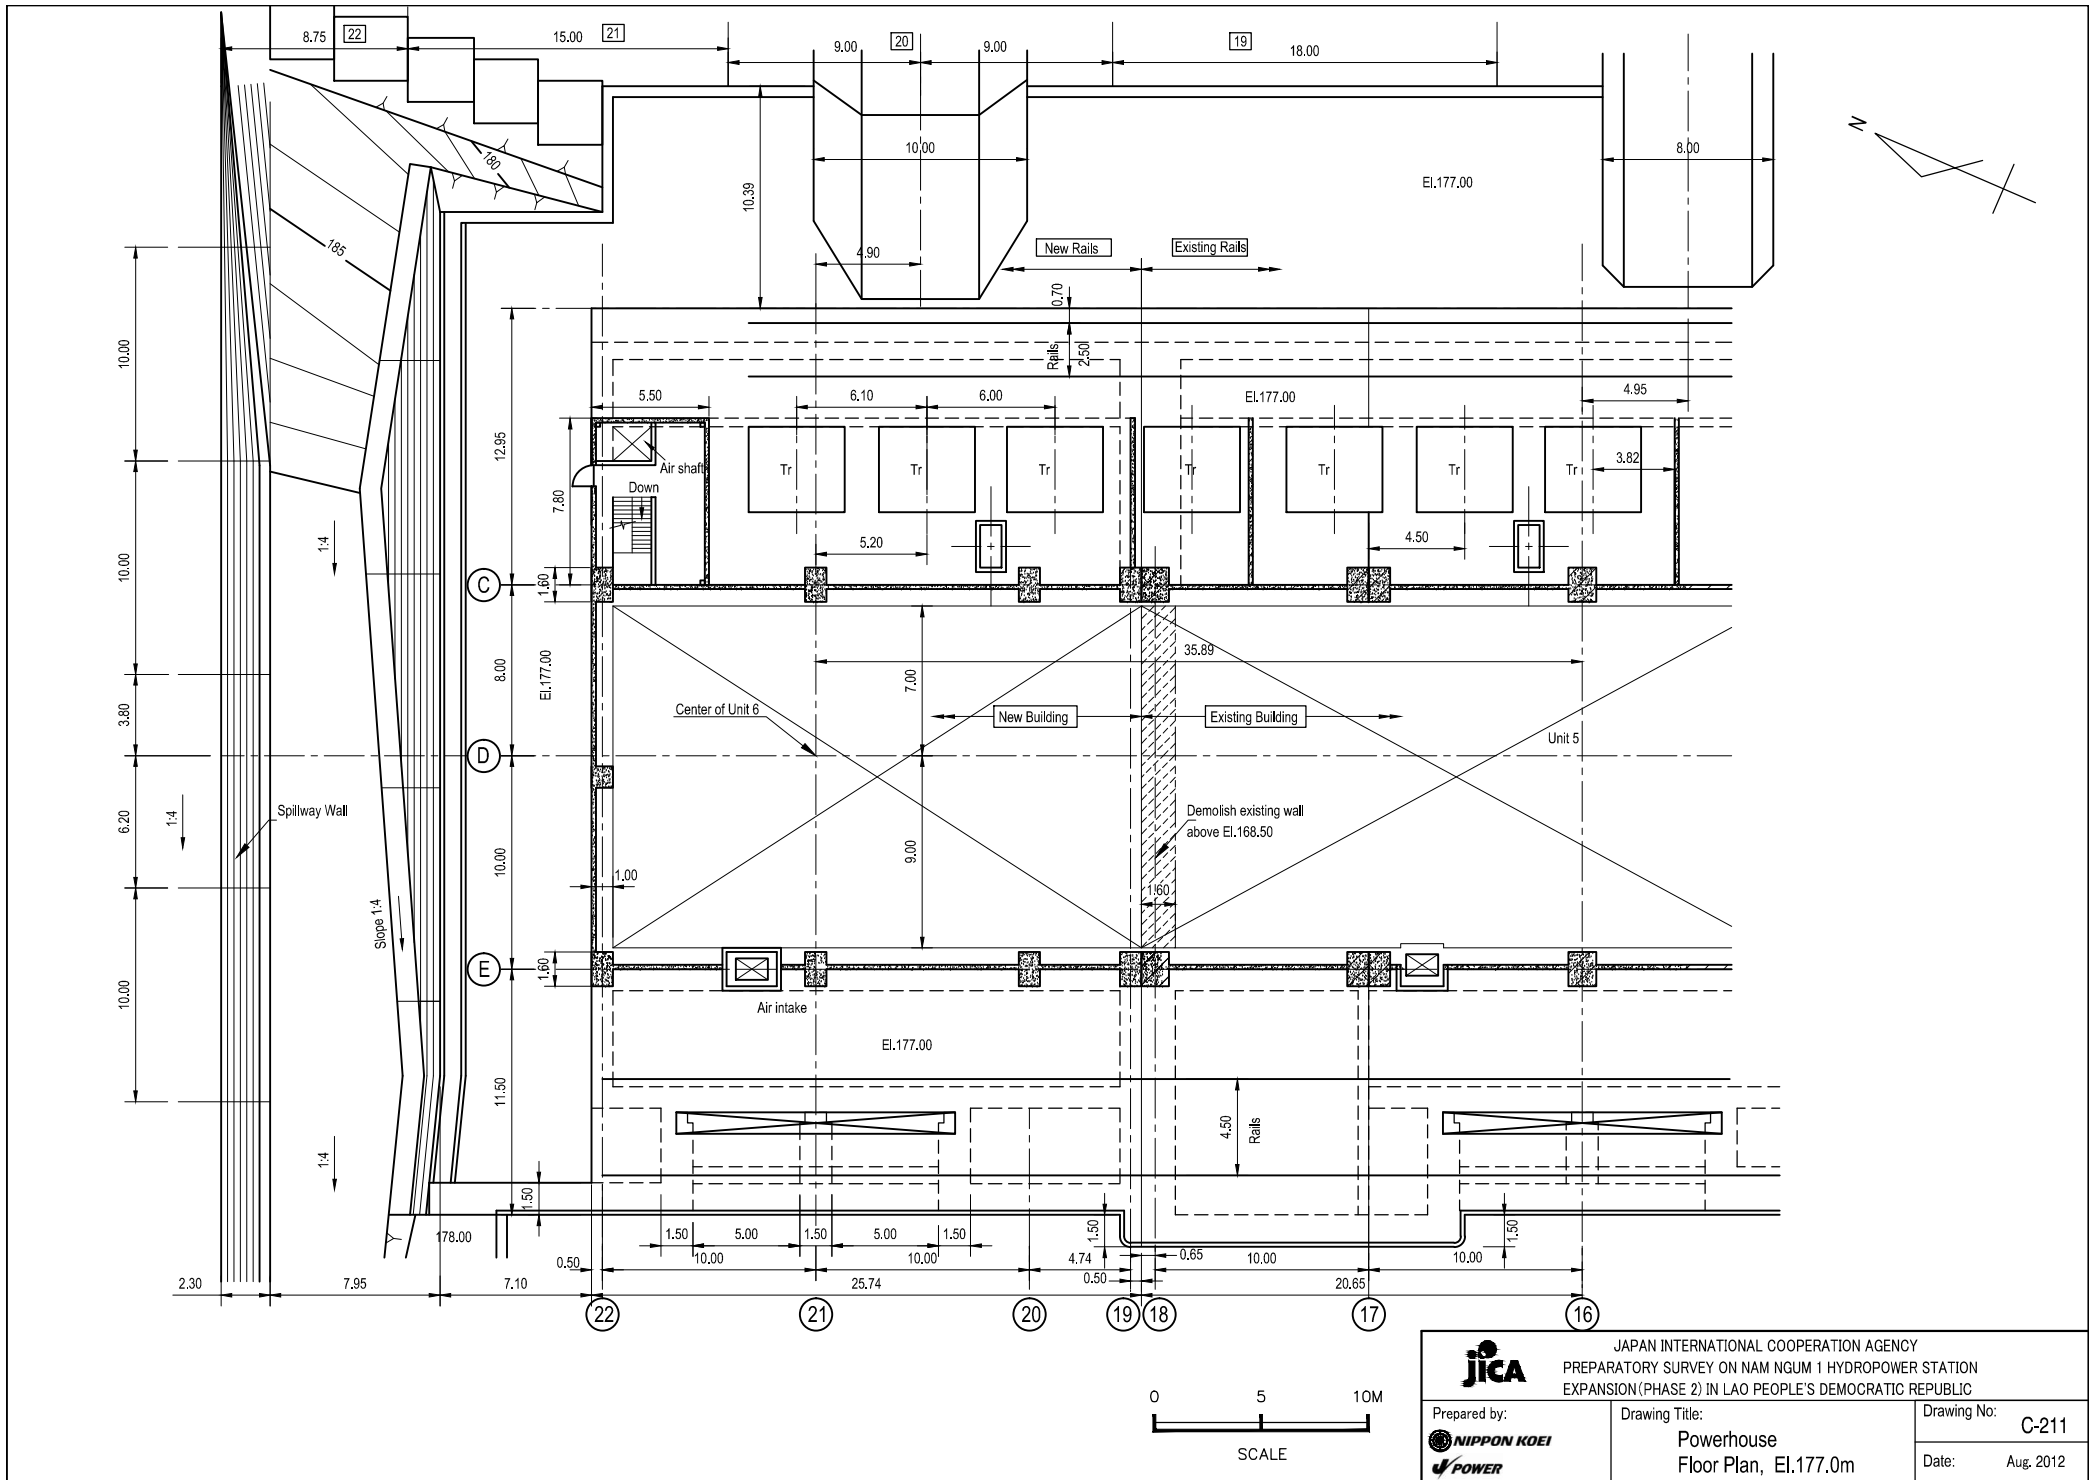 8.75 22 15.00 21 9.00 20 9.00 19 18.00
N
180
10.00 8.00
El.177.00
10.39
185
4.90
New Rails Existing Rails
0.70
Rails
2.50
10.00
5.50 6.10 6.00 El.177.00 4.95
12.95
7.80
Air shaft
Tr Tr Tr Tr Tr Tr Tr
3.82
Down
1:4
5.20 4.50
10.00
C
1.60
El.177.00
8.00
35.89
7.00
Center of Unit 6
New Building Existing Building
3.80
Unit 5
D
Spillway Wall
1:4
6.20
Demolish existing wall
above El.168.50
10.00
9.00
1.00
1.60
Slope 1:4
E
1.60
10.00
Air intake
El.177.00
11.50
4.50
Rails
1:4
1.50
178.00
1.50 5.00 1.50 5.00 1.50
1.50
1.50
0.50 10.00 10.00 4.74 0.65 10.00 10.00
0.50
2.30 7.95 7.10 25.74 20.65
22 21 20 19 18 17 16
JICA
JAPAN INTERNATIONAL COOPERATION AGENCY
PREPARATORY SURVEY ON NAM NGUM 1 HYDROPOWER STATION
EXPANSION(PHASE 2) IN LAO PEOPLE'S DEMOCRATIC REPUBLIC
0 5 10M
SCALE
Prepared by:
NIPPON KOEI
J POWER
Drawing Title:
Powerhouse
Floor Plan, El.177.0m
Drawing No:
C-211
Date: Aug. 2012